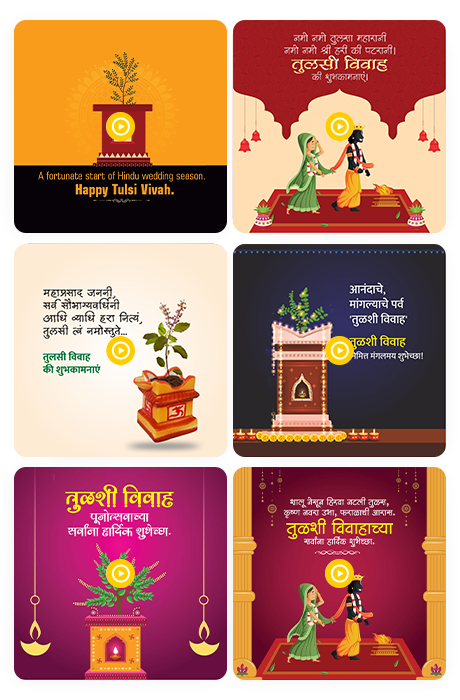 A fortunate start of Hindu wedding season.
Happy Tulsi Vivah.
नमो नमो तुलसा महारानी
नमो नमो श्री हरी की पटरानी।
तुळसी विवाह
की शुभकामनाएं।
महाप्रसाद जननी,
सर्व सौभाग्यवर्धिनी
आधि व्याधि हरा नित्यं,
तुलसी त्वं नमोस्तुते...
तुलसी विवाह
की शुभकामनाएं
आनंदाचे,
मांगल्याचे पर्व
'तुळशी विवाह'
तुळशी विवाह
निमित्त मंगलमय शुभेच्छा!
तुळशी विवाह
पूजोत्सवाच्या
सर्वांना हार्दिक शुभेच्छा.
शालू नेसून हिरवा नटली तुळस,
कृष्ण नवरा उभा, फराळाची आरास.
तुळशी विवाहाच्या
सर्वांना हार्दिक शुभेच्छा.